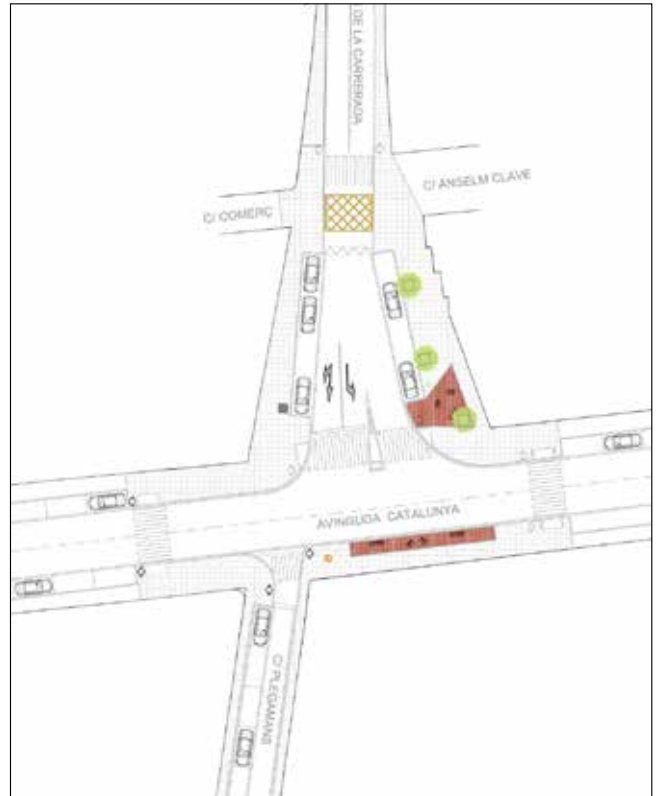 DE LA CARRERADA
C/ ANSELM CLAVE
C/ COMERÇ
AVINGUDA CATALUNYA
C/ PLEGAMANS